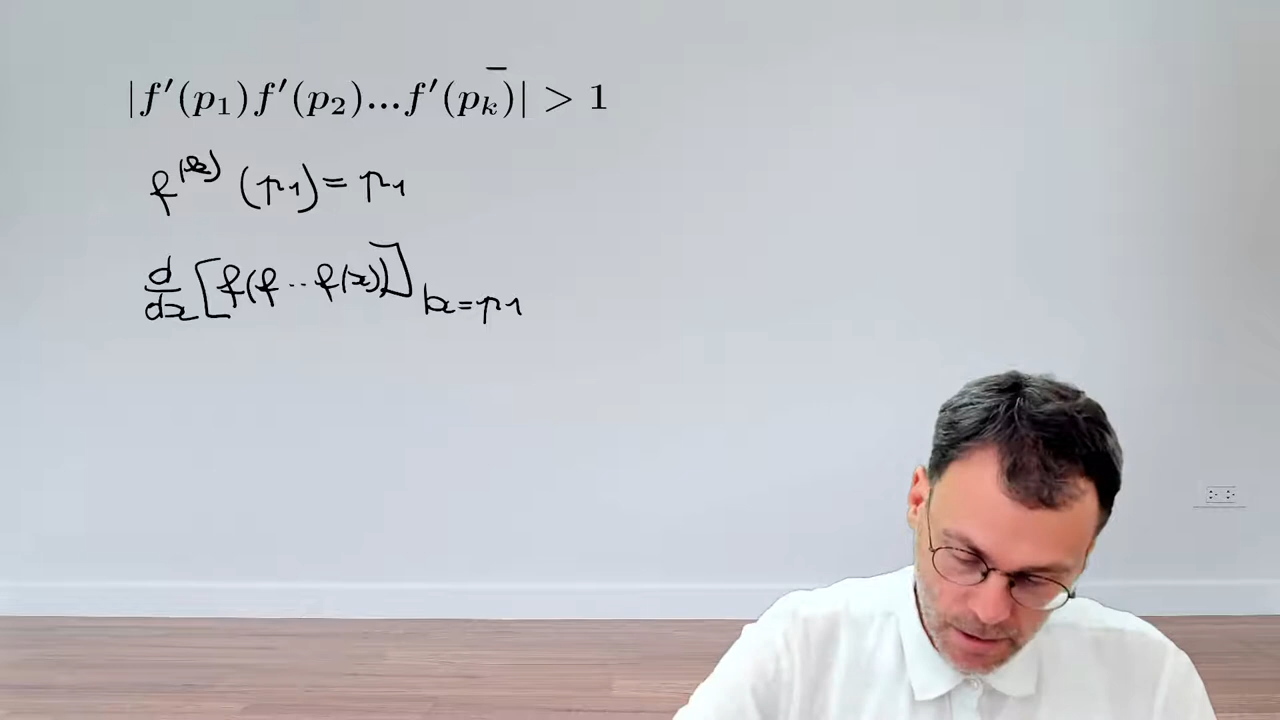 |f′(p₁)f′(p₂)...f′(pₖ)| > 1
f⁽ᵏ⁾ (p₁) = p₁
d/dx [f(f ·· f(x))]|x=p₁